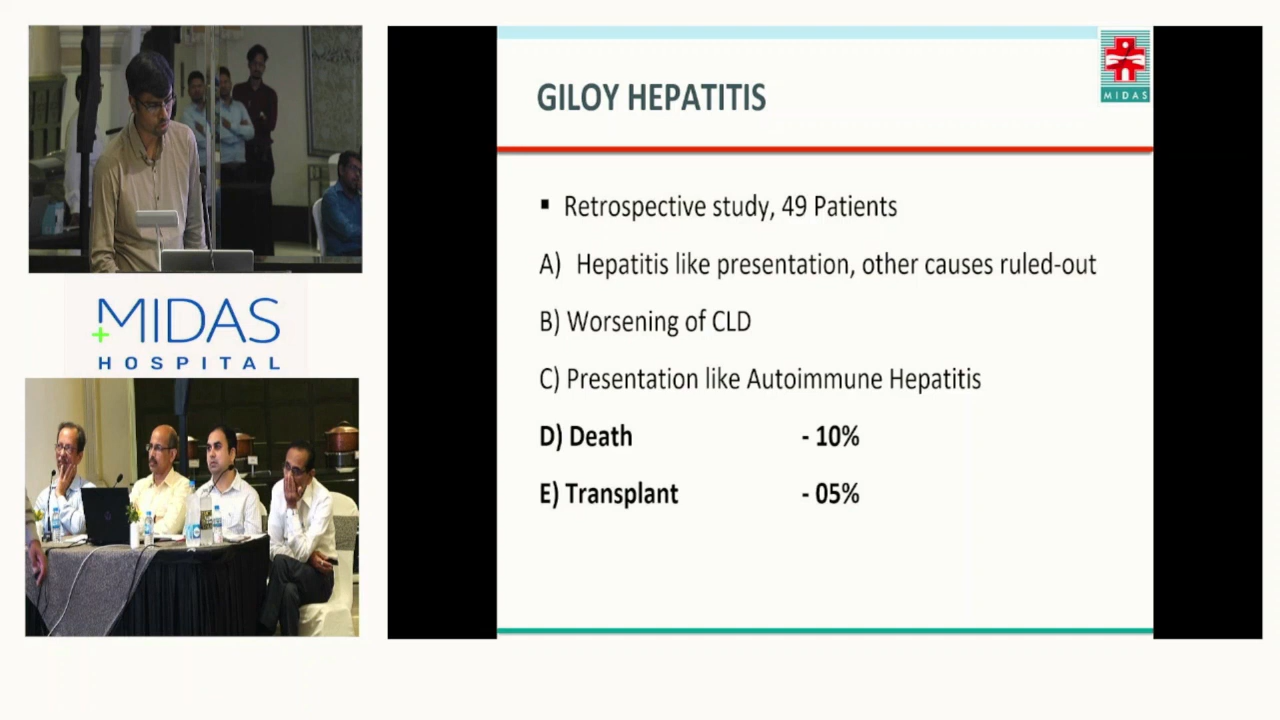 GILOY HEPATITIS
MIDAS
▪ Retrospective study, 49 Patients
A) Hepatitis like presentation, other causes ruled-out
B) Worsening of CLD
C) Presentation like Autoimmune Hepatitis
D) Death - 10%
E) Transplant - 05%
MIDAS
HOSPITAL